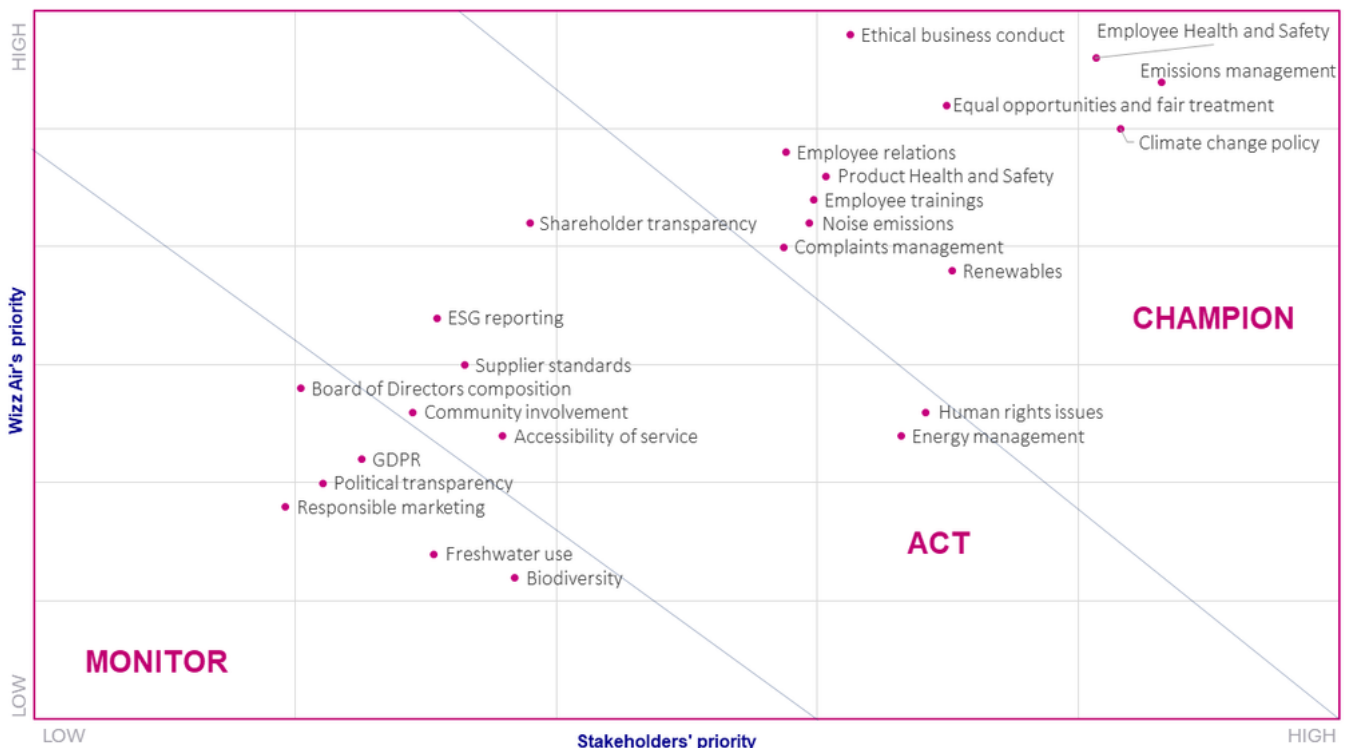 HIGH
Ethical business conduct
Employee Health and Safety
Emissions management
Equal opportunities and fair treatment
Climate change policy
Employee relations
Product Health and Safety
Employee trainings
Shareholder transparency
Noise emissions
Complaints management
Renewables
CHAMPION
ESG reporting
Wizz Air's priority
Supplier standards
Board of Directors composition
Community involvement
Human rights issues
Accessibility of service
Energy management
GDPR
Political transparency
Responsible marketing
ACT
Freshwater use
Biodiversity
MONITOR
LOW
LOW
Stakeholders' priority
HIGH